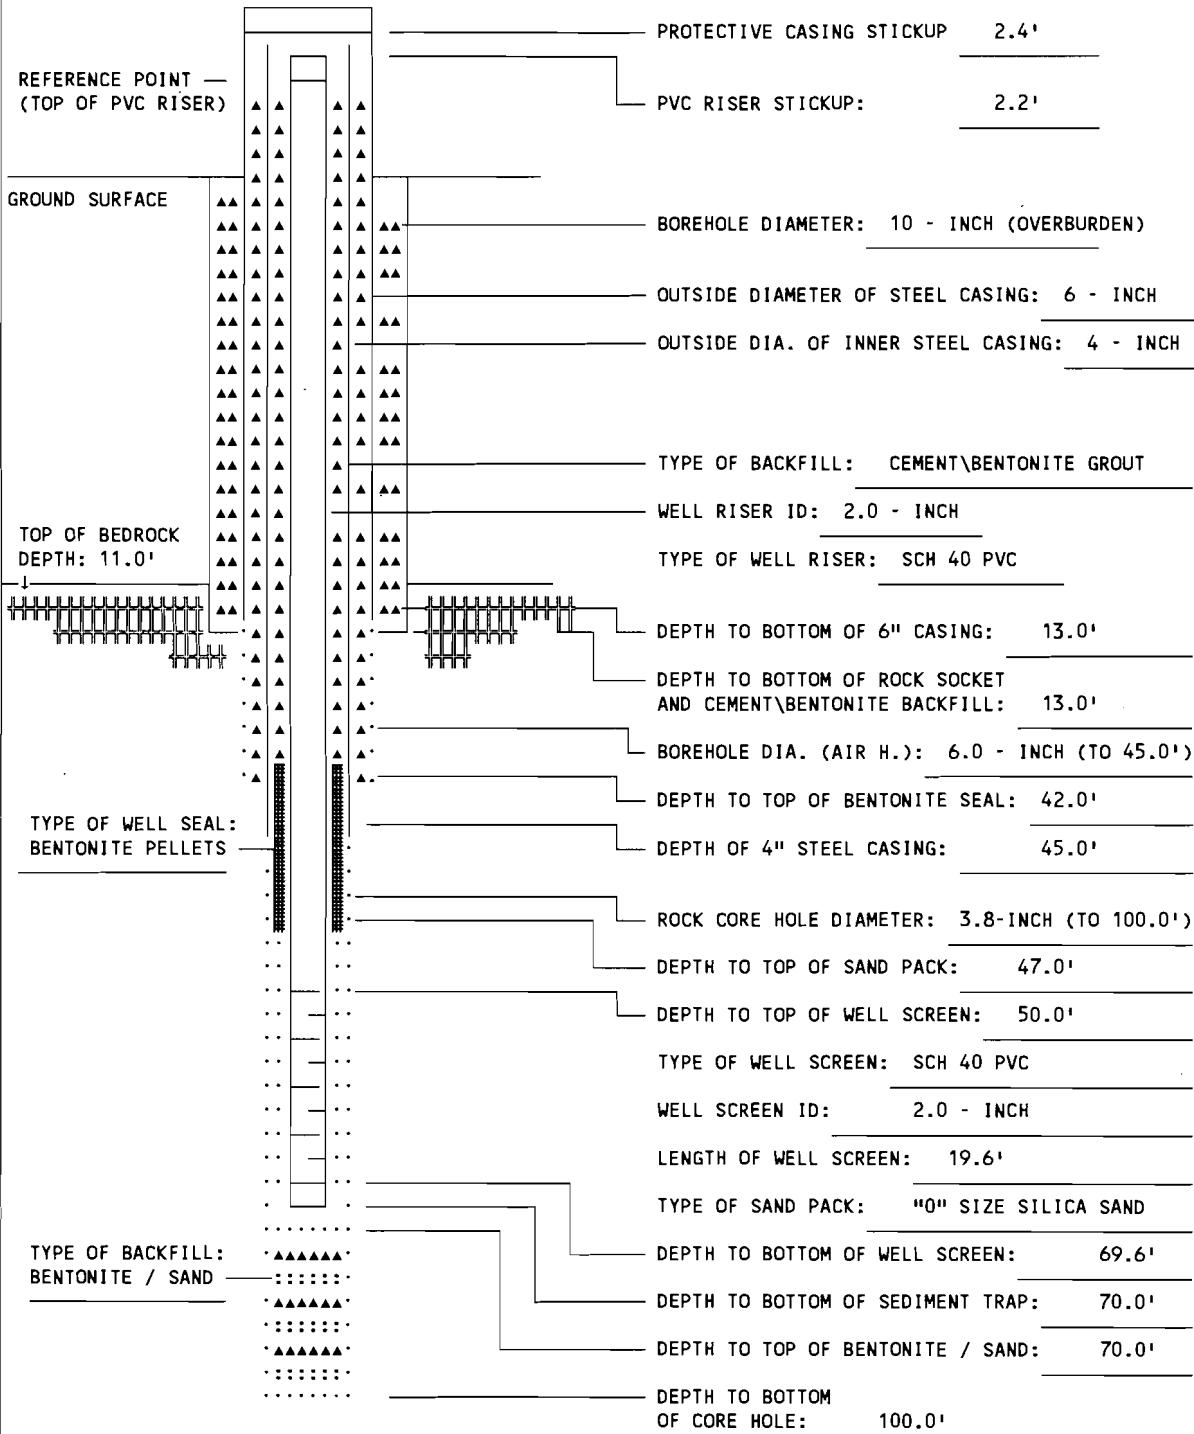 PROTECTIVE CASING STICKUP 2.4'
REFERENCE POINT
(TOP OF PVC RISER)
PVC RISER STICKUP: 2.2'
GROUND SURFACE
BOREHOLE DIAMETER: 10 - INCH (OVERBURDEN)
OUTSIDE DIAMETER OF STEEL CASING: 6 - INCH
OUTSIDE DIA. OF INNER STEEL CASING: 4 - INCH
TYPE OF BACKFILL: CEMENT\BENTONITE GROUT
WELL RISER ID: 2.0 - INCH
TOP OF BEDROCK
DEPTH: 11.0'
TYPE OF WELL RISER: SCH 40 PVC
DEPTH TO BOTTOM OF 6" CASING: 13.0'
DEPTH TO BOTTOM OF ROCK SOCKET
AND CEMENT\BENTONITE BACKFILL: 13.0'
BOREHOLE DIA. (AIR H.): 6.0 - INCH (TO 45.0')
DEPTH TO TOP OF BENTONITE SEAL: 42.0'
TYPE OF WELL SEAL:
BENTONITE PELLETS
DEPTH OF 4" STEEL CASING: 45.0'
ROCK CORE HOLE DIAMETER: 3.8-INCH (TO 100.0')
DEPTH TO TOP OF SAND PACK: 47.0'
DEPTH TO TOP OF WELL SCREEN: 50.0'
TYPE OF WELL SCREEN: SCH 40 PVC
WELL SCREEN ID: 2.0 - INCH
LENGTH OF WELL SCREEN: 19.6'
TYPE OF SAND PACK: "0" SIZE SILICA SAND
TYPE OF BACKFILL:
BENTONITE / SAND
DEPTH TO BOTTOM OF WELL SCREEN: 69.6'
DEPTH TO BOTTOM OF SEDIMENT TRAP: 70.0'
DEPTH TO TOP OF BENTONITE / SAND: 70.0'
DEPTH TO BOTTOM
OF CORE HOLE: 100.0'